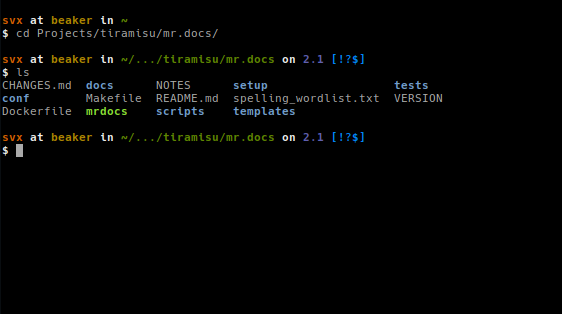 svx at beaker in ~
$ cd Projects/tiramisu/mr.docs/
svx at beaker in ~/.../tiramisu/mr.docs on 2.1 [!?$]
$ ls
CHANGES.md docs NOTES setup tests
conf Makefile README.md spelling_wordlist.txt VERSION
Dockerfile mrdocs scripts templates
svx at beaker in ~/.../tiramisu/mr.docs on 2.1 [!?$]
$